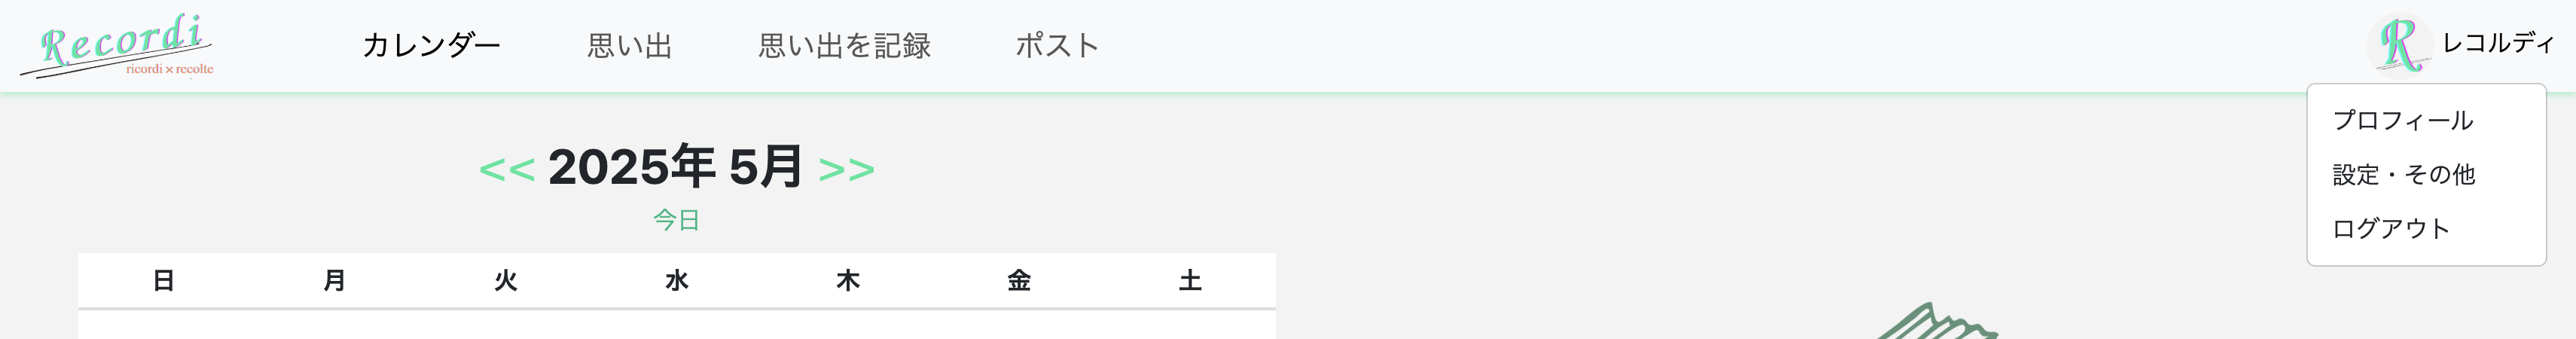 Recordi
ricordi × recolte
カレンダー 思い出 思い出を記録 ポスト
R レコルディ
プロフィール
設定・その他
ログアウト
<< 2025年 5月 >>
今日
日 月 火 水 木 金 土